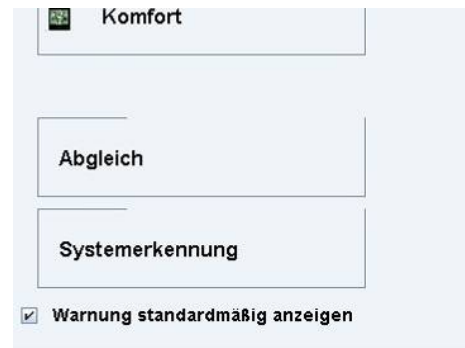 Komfort
Abgleich
Systemerkennung
Warnung standardmäßig anzeigen